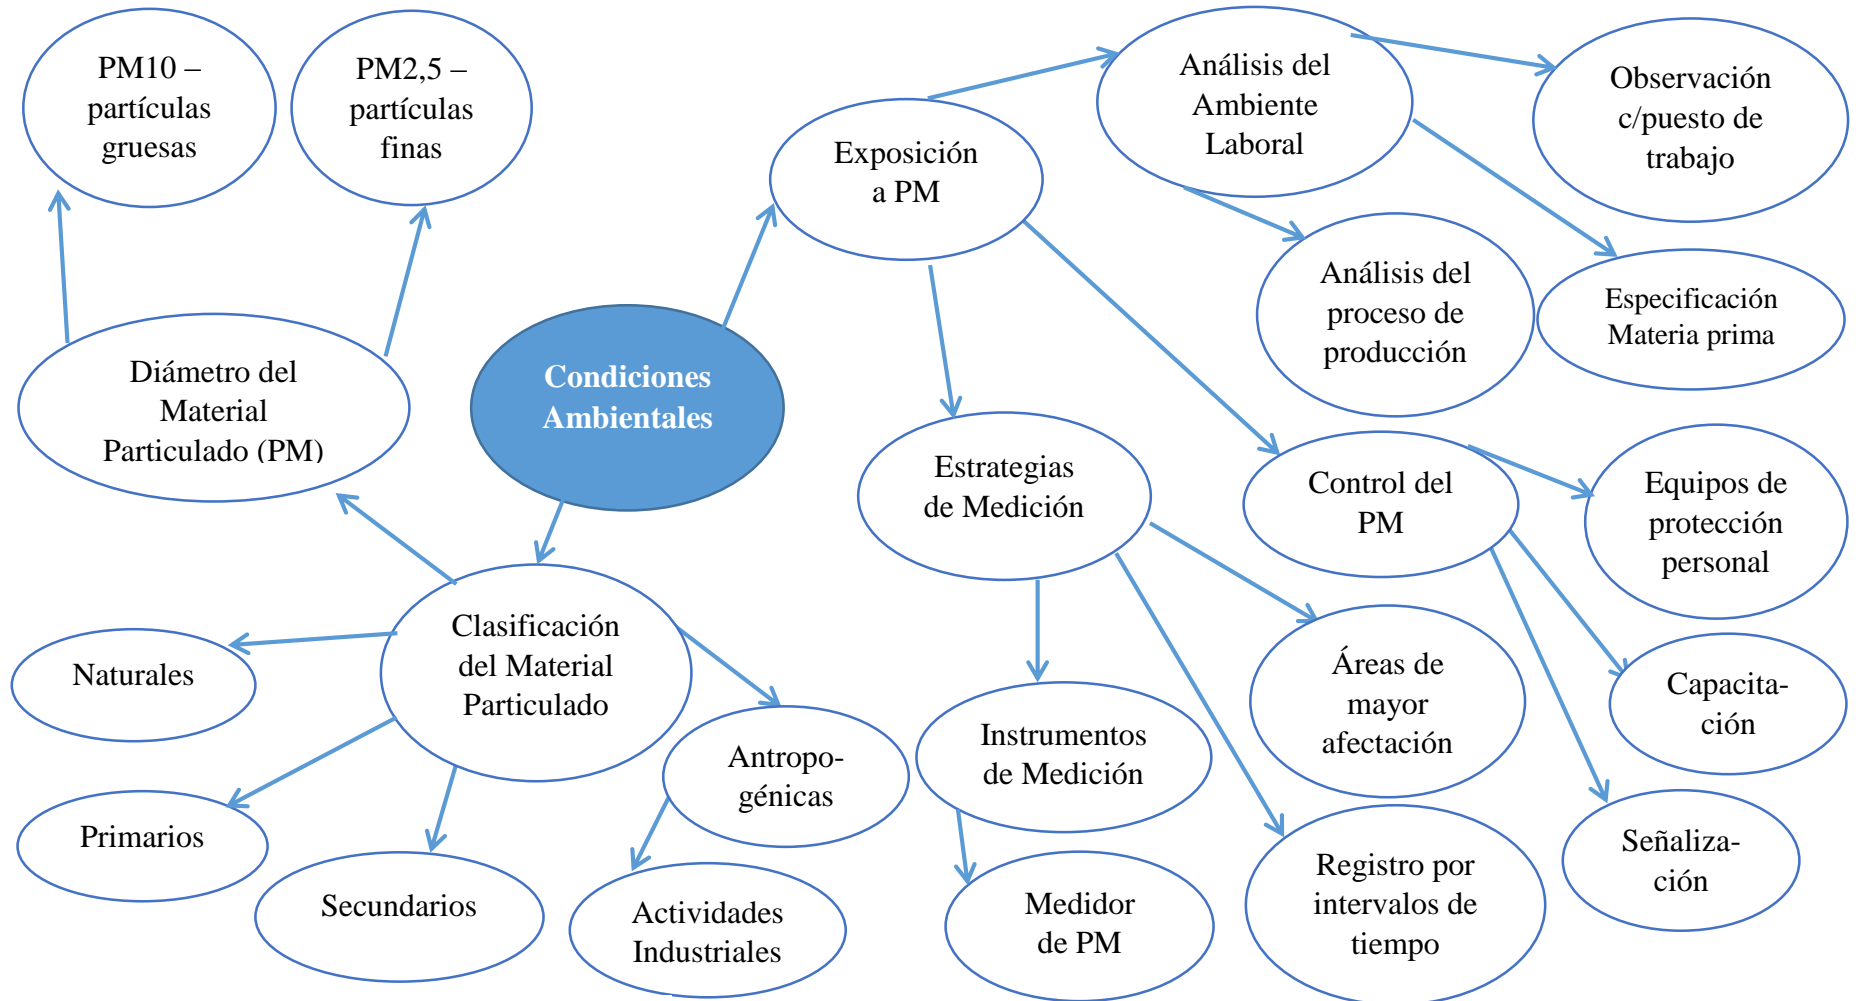 PM10 –
partículas
gruesas
PM2,5 –
partículas
finas
Exposición
a PM
Análisis del
Ambiente
Laboral
Observación
c/puesto de
trabajo
Análisis del
proceso de
producción
Especificación
Materia prima
Diámetro del
Material
Particulado (PM)
Condiciones
Ambientales
Estrategias
de Medición
Control del
PM
Equipos de
protección
personal
Clasificación
del Material
Particulado
Naturales
Áreas de
mayor
afectación
Capacita-
ción
Instrumentos
de Medición
Antropo-
génicas
Primarios
Secundarios
Actividades
Industriales
Medidor
de PM
Registro por
intervalos de
tiempo
Señaliza-
ción